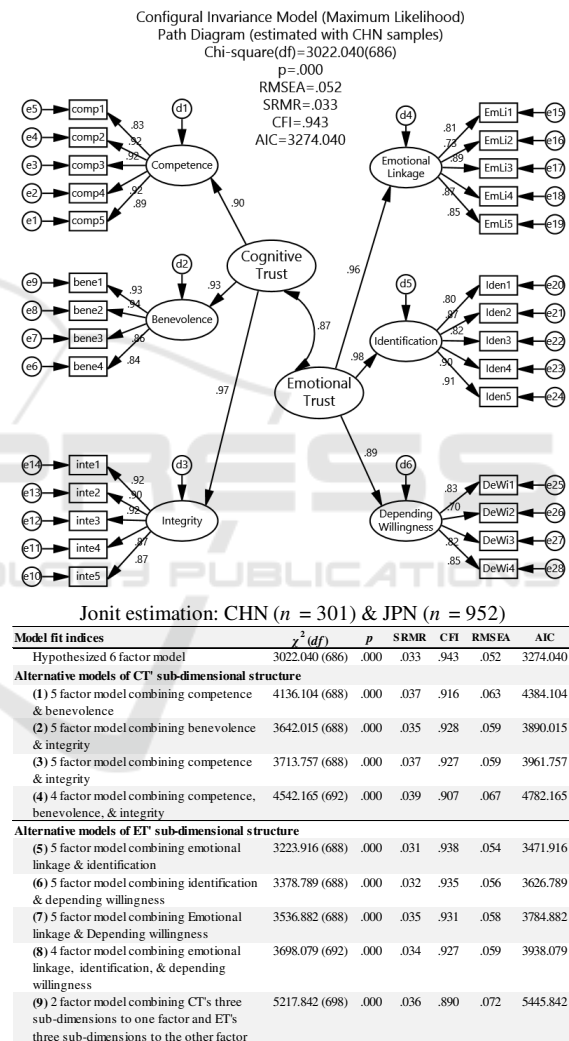 Configural Invariance Model (Maximum Likelihood)
Path Diagram (estimated with CHN samples)
Chi-square(df)=3022.040(686)
p=.000
RMSEA=.052
SRMR=.033
CFI=.943
AIC=3274.040
e5 comp1 .83 d1
e4 comp2 .92
e3 comp3 .92 Competence
e2 comp4 .92
e1 comp5 .89
.90
d4 EmLi1 e15 .81
EmLi2 e16 .78
Emotional Linkage EmLi3 e17 .89
EmLi4 e18 .87
EmLi5 e19 .85
Cognitive
Trust
.96
e9 bene1 .93 d2 .93
e8 bene2 .94
Benevolence
e7 bene3 .86
e6 bene4 .84
.87
d5 Iden1 e20 .80
Iden2 e21 .87
Identification Iden3 e22 .82
Iden4 e23 .90
Iden5 e24 .91
.98
Emotional
Trust
.97
.89
e14 inte1 .92 d3
e13 inte2 .90
e12 inte3 .92 Integrity
e11 inte4 .87
e10 inte5 .87
d6 DeWi1 e25 .83
DeWi2 e26 .70
Depending
Willingness
DeWi3 e27 .82
DeWi4 e28 .85
PRESS
PUBLICATIONS
Jonit estimation: CHN (n = 301) & JPN (n = 952)
Model fit indices χ² (df) p SRMR CFI RMSEA AIC
Hypothesized 6 factor model 3022.040 (686) .000 .033 .943 .052 3274.040
Alternative models of CT' sub-dimensional structure
(1) 5 factor model combining competence 4136.104 (688) .000 .037 .916 .063 4384.104
& benevolence
(2) 5 factor model combining benevolence 3642.015 (688) .000 .035 .928 .059 3890.015
& integrity
(3) 5 factor model combining competence 3713.757 (688) .000 .037 .927 .059 3961.757
& integrity
(4) 4 factor model combining competence, 4542.165 (692) .000 .039 .907 .067 4782.165
benevolence, & integrity
Alternative models of ET' sub-dimensional structure
(5) 5 factor model combining emotional 3223.916 (688) .000 .031 .938 .054 3471.916
linkage & identification
(6) 5 factor model combining identification 3378.789 (688) .000 .032 .935 .056 3626.789
& depending willingness
(7) 5 factor model combining Emotional 3536.882 (688) .000 .035 .931 .058 3784.882
linkage & Depending willingness
(8) 4 factor model combining emotional 3698.079 (692) .000 .034 .927 .059 3938.079
linkage, identification, & depending
willingness
(9) 2 factor model combining CT's three 5217.842 (698) .000 .036 .890 .072 5445.842
sub-dimensions to one factor and ET's
three sub-dimensions to the other factor